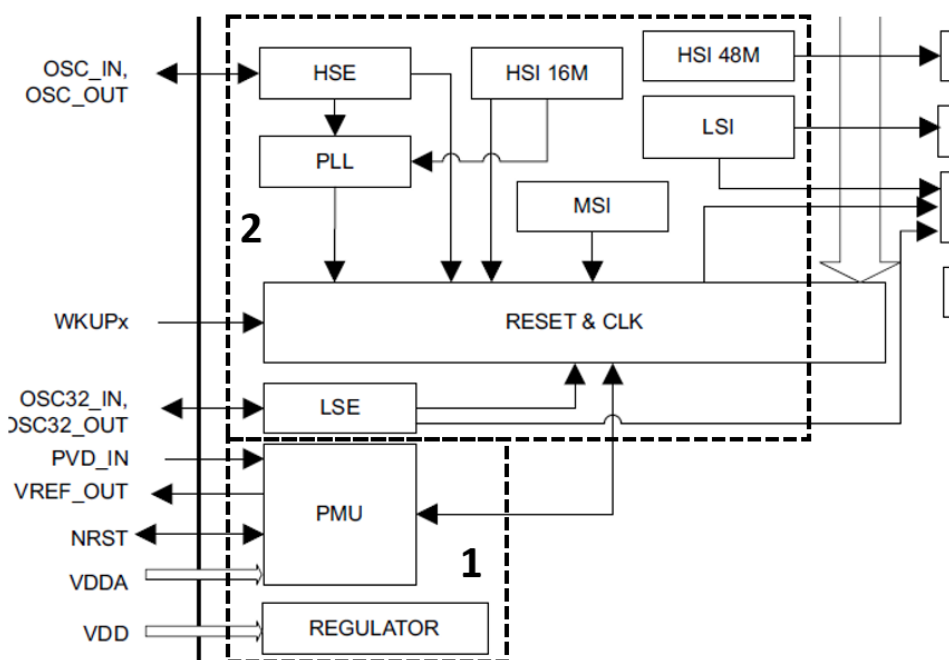 OSC_IN,
OSC_OUT
HSE
HSI 16M
HSI 48M
LSI
PLL
MSI
2
WKUPx
RESET & CLK
OSC32_IN,
OSC32_OUT
LSE
PVD_IN
VREF_OUT
PMU
NRST
1
VDDA
VDD
REGULATOR